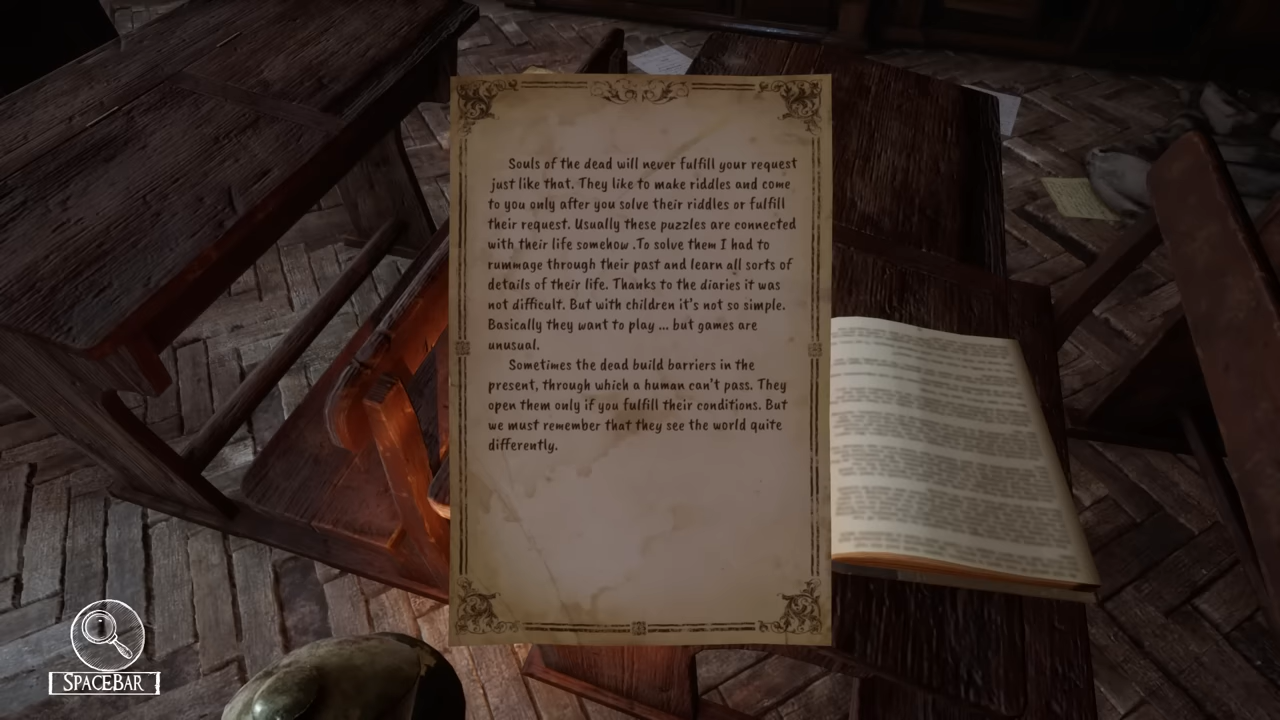 Souls of the dead will never fulfill your request
just like that. They like to make riddles and come
to you only after you solve their riddles or fulfill
their request. Usually these puzzles are connected
with their life somehow .To solve them I had to
rummage through their past and learn all sorts of
details of their life. Thanks to the diaries it was
not difficult. But with children it's not so simple.
Basically they want to play ... but games are
unusual.
Sometimes the dead build barriers in the
present, through which a human can't pass. They
open them only if you fulfill their conditions. But
we must remember that they see the world quite
differently.
SPACEBAR